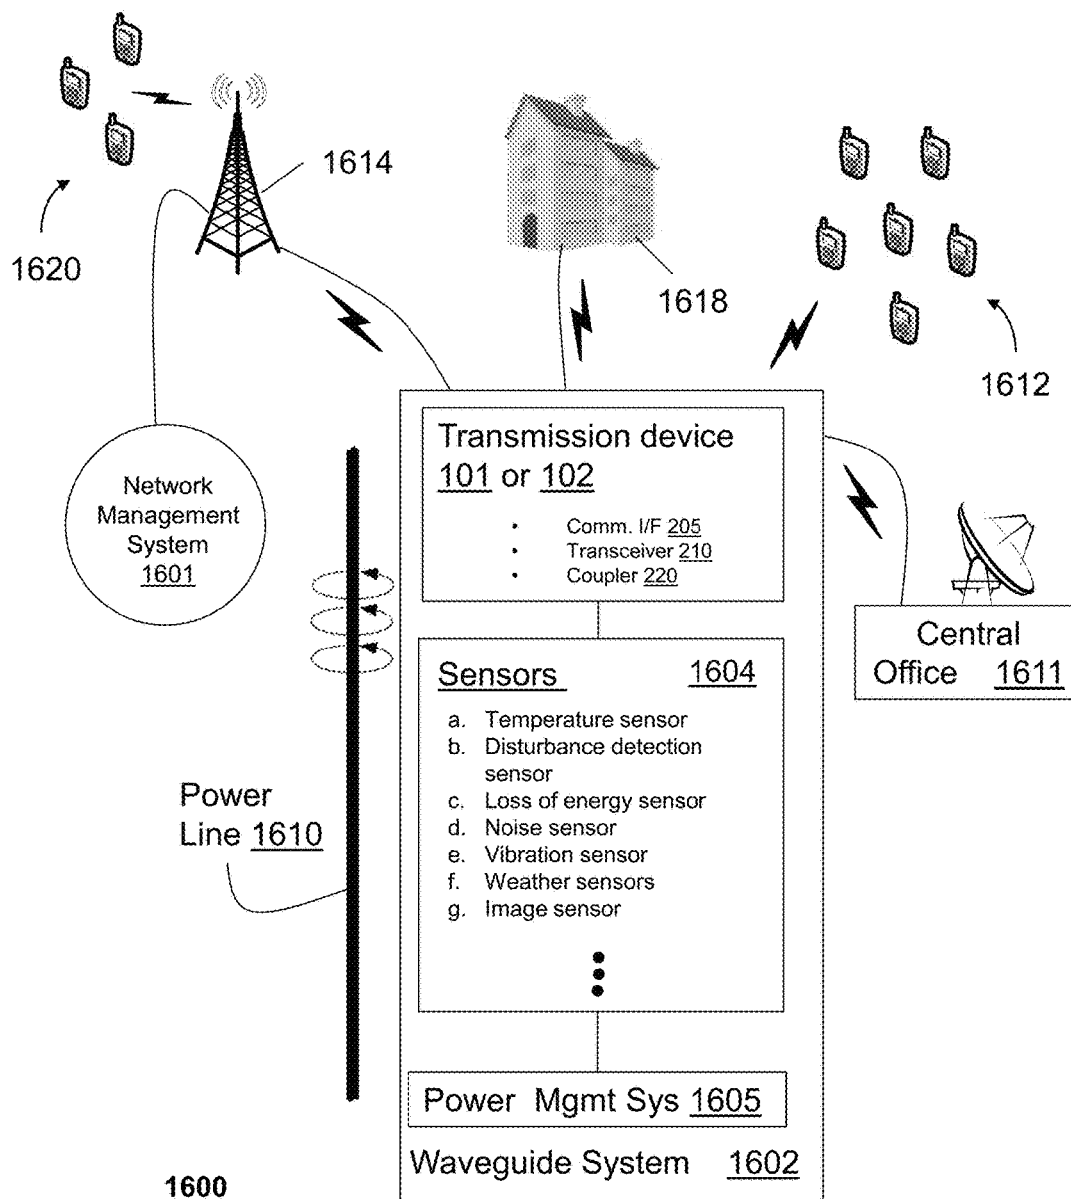 1614
1620
1618
1612
Transmission device
101 or 102
• Comm. I/F 205
• Transceiver 210
• Coupler 220
Network
Management
System
1601
Central
Office 1611
Sensors 1604
a. Temperature sensor
b. Disturbance detection
sensor
c. Loss of energy sensor
d. Noise sensor
e. Vibration sensor
f. Weather sensors
g. Image sensor
Power
Line 1610
Power Mgmt Sys 1605
Waveguide System 1602
1600